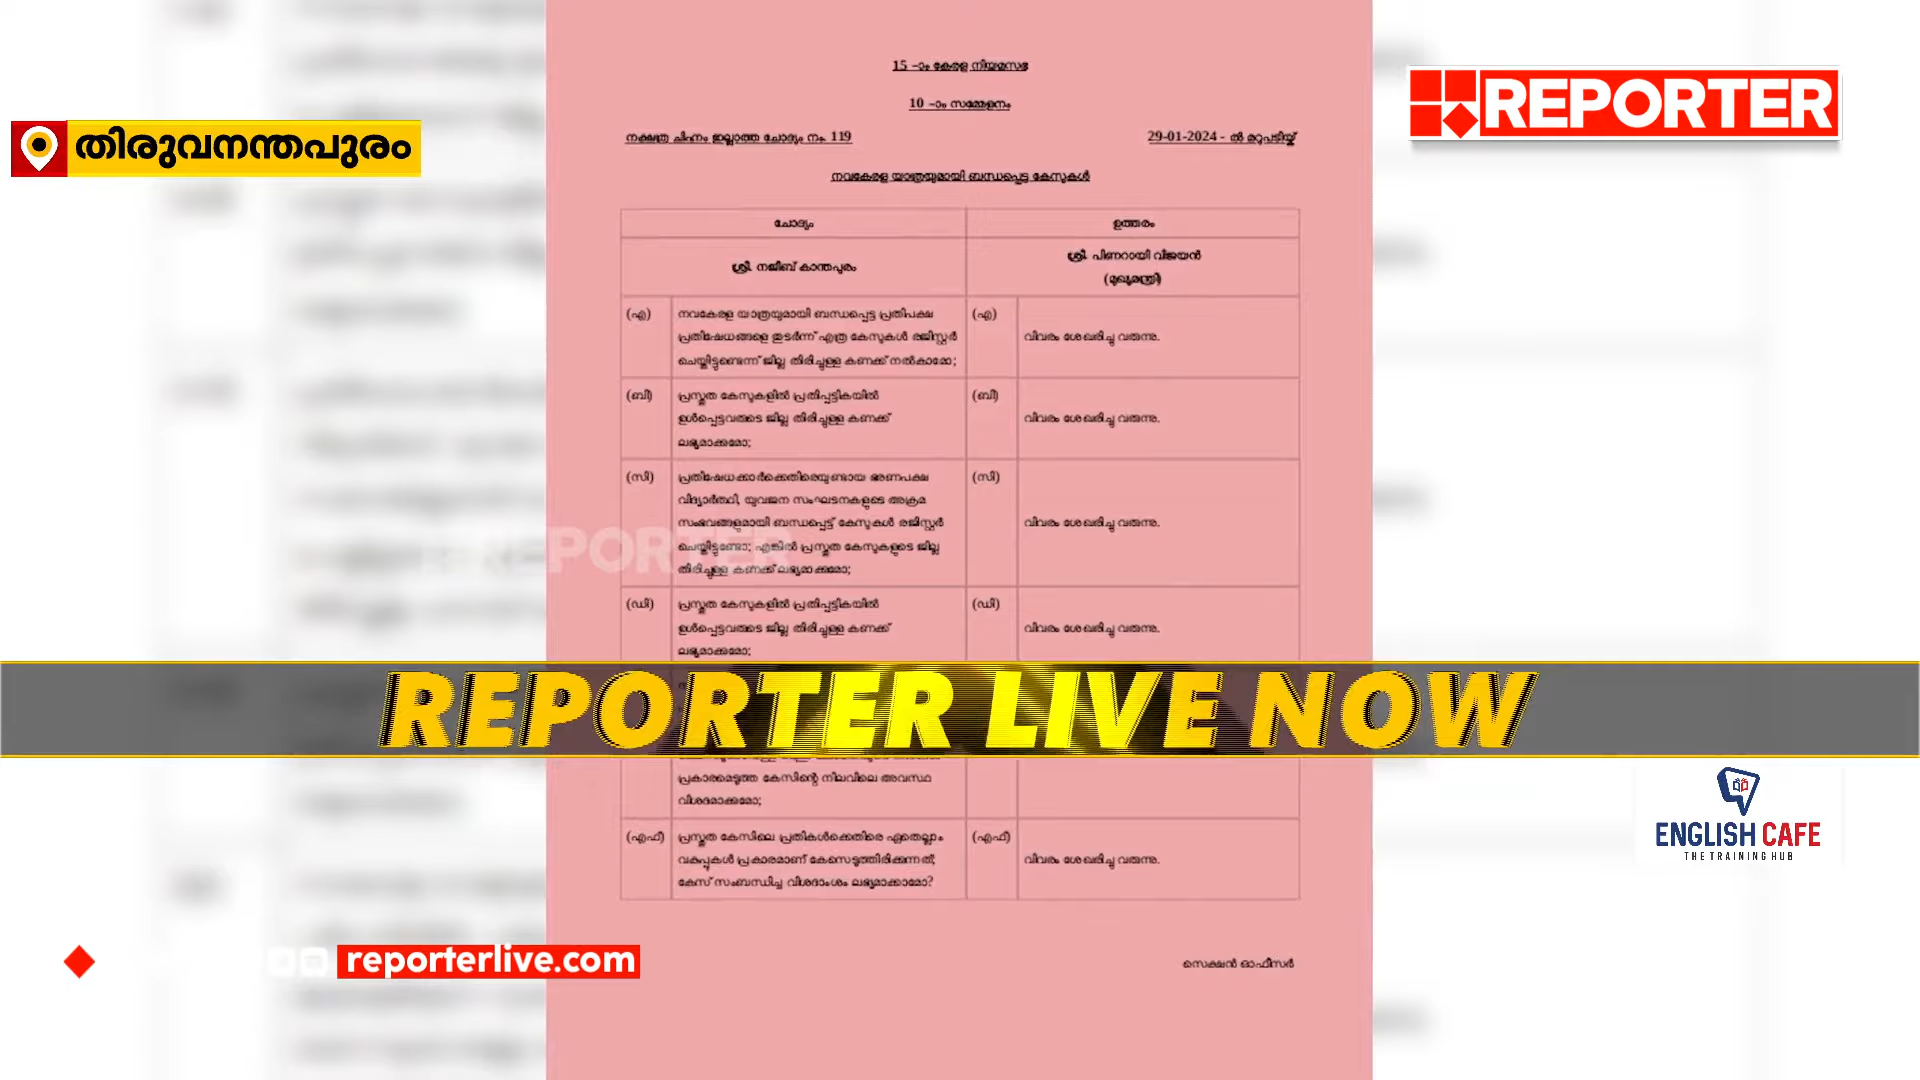 15 -ാം കേരള നിയമസഭ
10 -ാം സമ്മേളനം
നക്ഷത്ര ചിഹ്നം ഇല്ലാത്ത ചോദ്യം നം. 119
29-01-2024 - ൽ മറുപടിയ്ക്ക്
REPORTER
തിരുവനന്തപുരം
നവകേരള യാത്രയുമായി ബന്ധപ്പെട്ട കേസുകൾ
ചോദ്യം
ഉത്തരം
ശ്രീ. നജീബ് കാന്തപുരം
ശ്രീ. പിണറായി വിജയൻ
(മുഖ്യമന്ത്രി)
(എ)
നവകേരള യാത്രയുമായി ബന്ധപ്പെട്ട പ്രതിപക്ഷ
പ്രതിഷേധങ്ങളെ തുടർന്ന് എത്ര കേസുകൾ രജിസ്റ്റർ
ചെയ്തിട്ടുണ്ടെന്ന് ജില്ല തിരിച്ചുള്ള കണക്ക് നൽകാമോ;
(എ)
വിവരം ശേഖരിച്ചു വരുന്നു.
(ബി)
പ്രസ്തുത കേസുകളിൽ പ്രതിപ്പട്ടികയിൽ
ഉൾപ്പെട്ടവരുടെ ജില്ല തിരിച്ചുള്ള കണക്ക്
ലഭ്യമാക്കുമോ;
(ബി)
വിവരം ശേഖരിച്ചു വരുന്നു.
(സി)
പ്രതിഷേധക്കാർക്കെതിരെയുണ്ടായ ഭരണപക്ഷ
വിദ്യാർത്ഥി, യുവജന സംഘടനകളുടെ അക്രമ
സംഭവങ്ങളുമായി ബന്ധപ്പെട്ട് കേസുകൾ രജിസ്റ്റർ
ചെയ്തിട്ടുണ്ടോ; എങ്കിൽ പ്രസ്തുത കേസുകളുടെ ജില്ല
തിരിച്ചുള്ള കണക്ക് ലഭ്യമാക്കുമോ;
(സി)
വിവരം ശേഖരിച്ചു വരുന്നു.
REPORTER
(ഡി)
പ്രസ്തുത കേസുകളിൽ പ്രതിപ്പട്ടികയിൽ
ഉൾപ്പെട്ടവരുടെ ജില്ല തിരിച്ചുള്ള കണക്ക്
ലഭ്യമാക്കുമോ;
(ഡി)
വിവരം ശേഖരിച്ചു വരുന്നു.
REPORTER LIVE NOW
പ്രകാരമെടുത്ത കേസിന്റെ നിലവിലെ അവസ്ഥ
വിശദമാക്കുമോ;
(എഫ്)
പ്രസ്തുത കേസിലെ പ്രതികൾക്കെതിരെ ഏതെല്ലാം
വകുപ്പുകൾ പ്രകാരമാണ് കേസെടുത്തിരിക്കുന്നത്;
കേസ് സംബന്ധിച്ച വിശദാംശം ലഭ്യമാക്കാമോ?
(എഫ്)
വിവരം ശേഖരിച്ചു വരുന്നു.
ENGLISH CAFE
THE TRAINING HUB
reporterlive.com
സെക്ഷൻ ഓഫീസർ